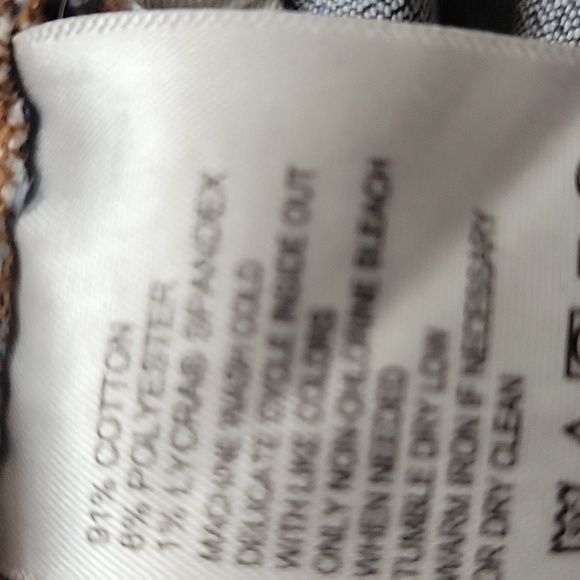 91% COTTON
8% POLYESTER
1% LYCRA® SPANDEX
MACHINE WASH COLD
DELICATE CYCLE INSIDE OUT
WITH LIKE COLORS
ONLY NON-CHLORINE BLEACH
WHEN NEEDED
TUMBLE DRY LOW
WARM IRON IF NECESSARY
OR DRY CLEAN